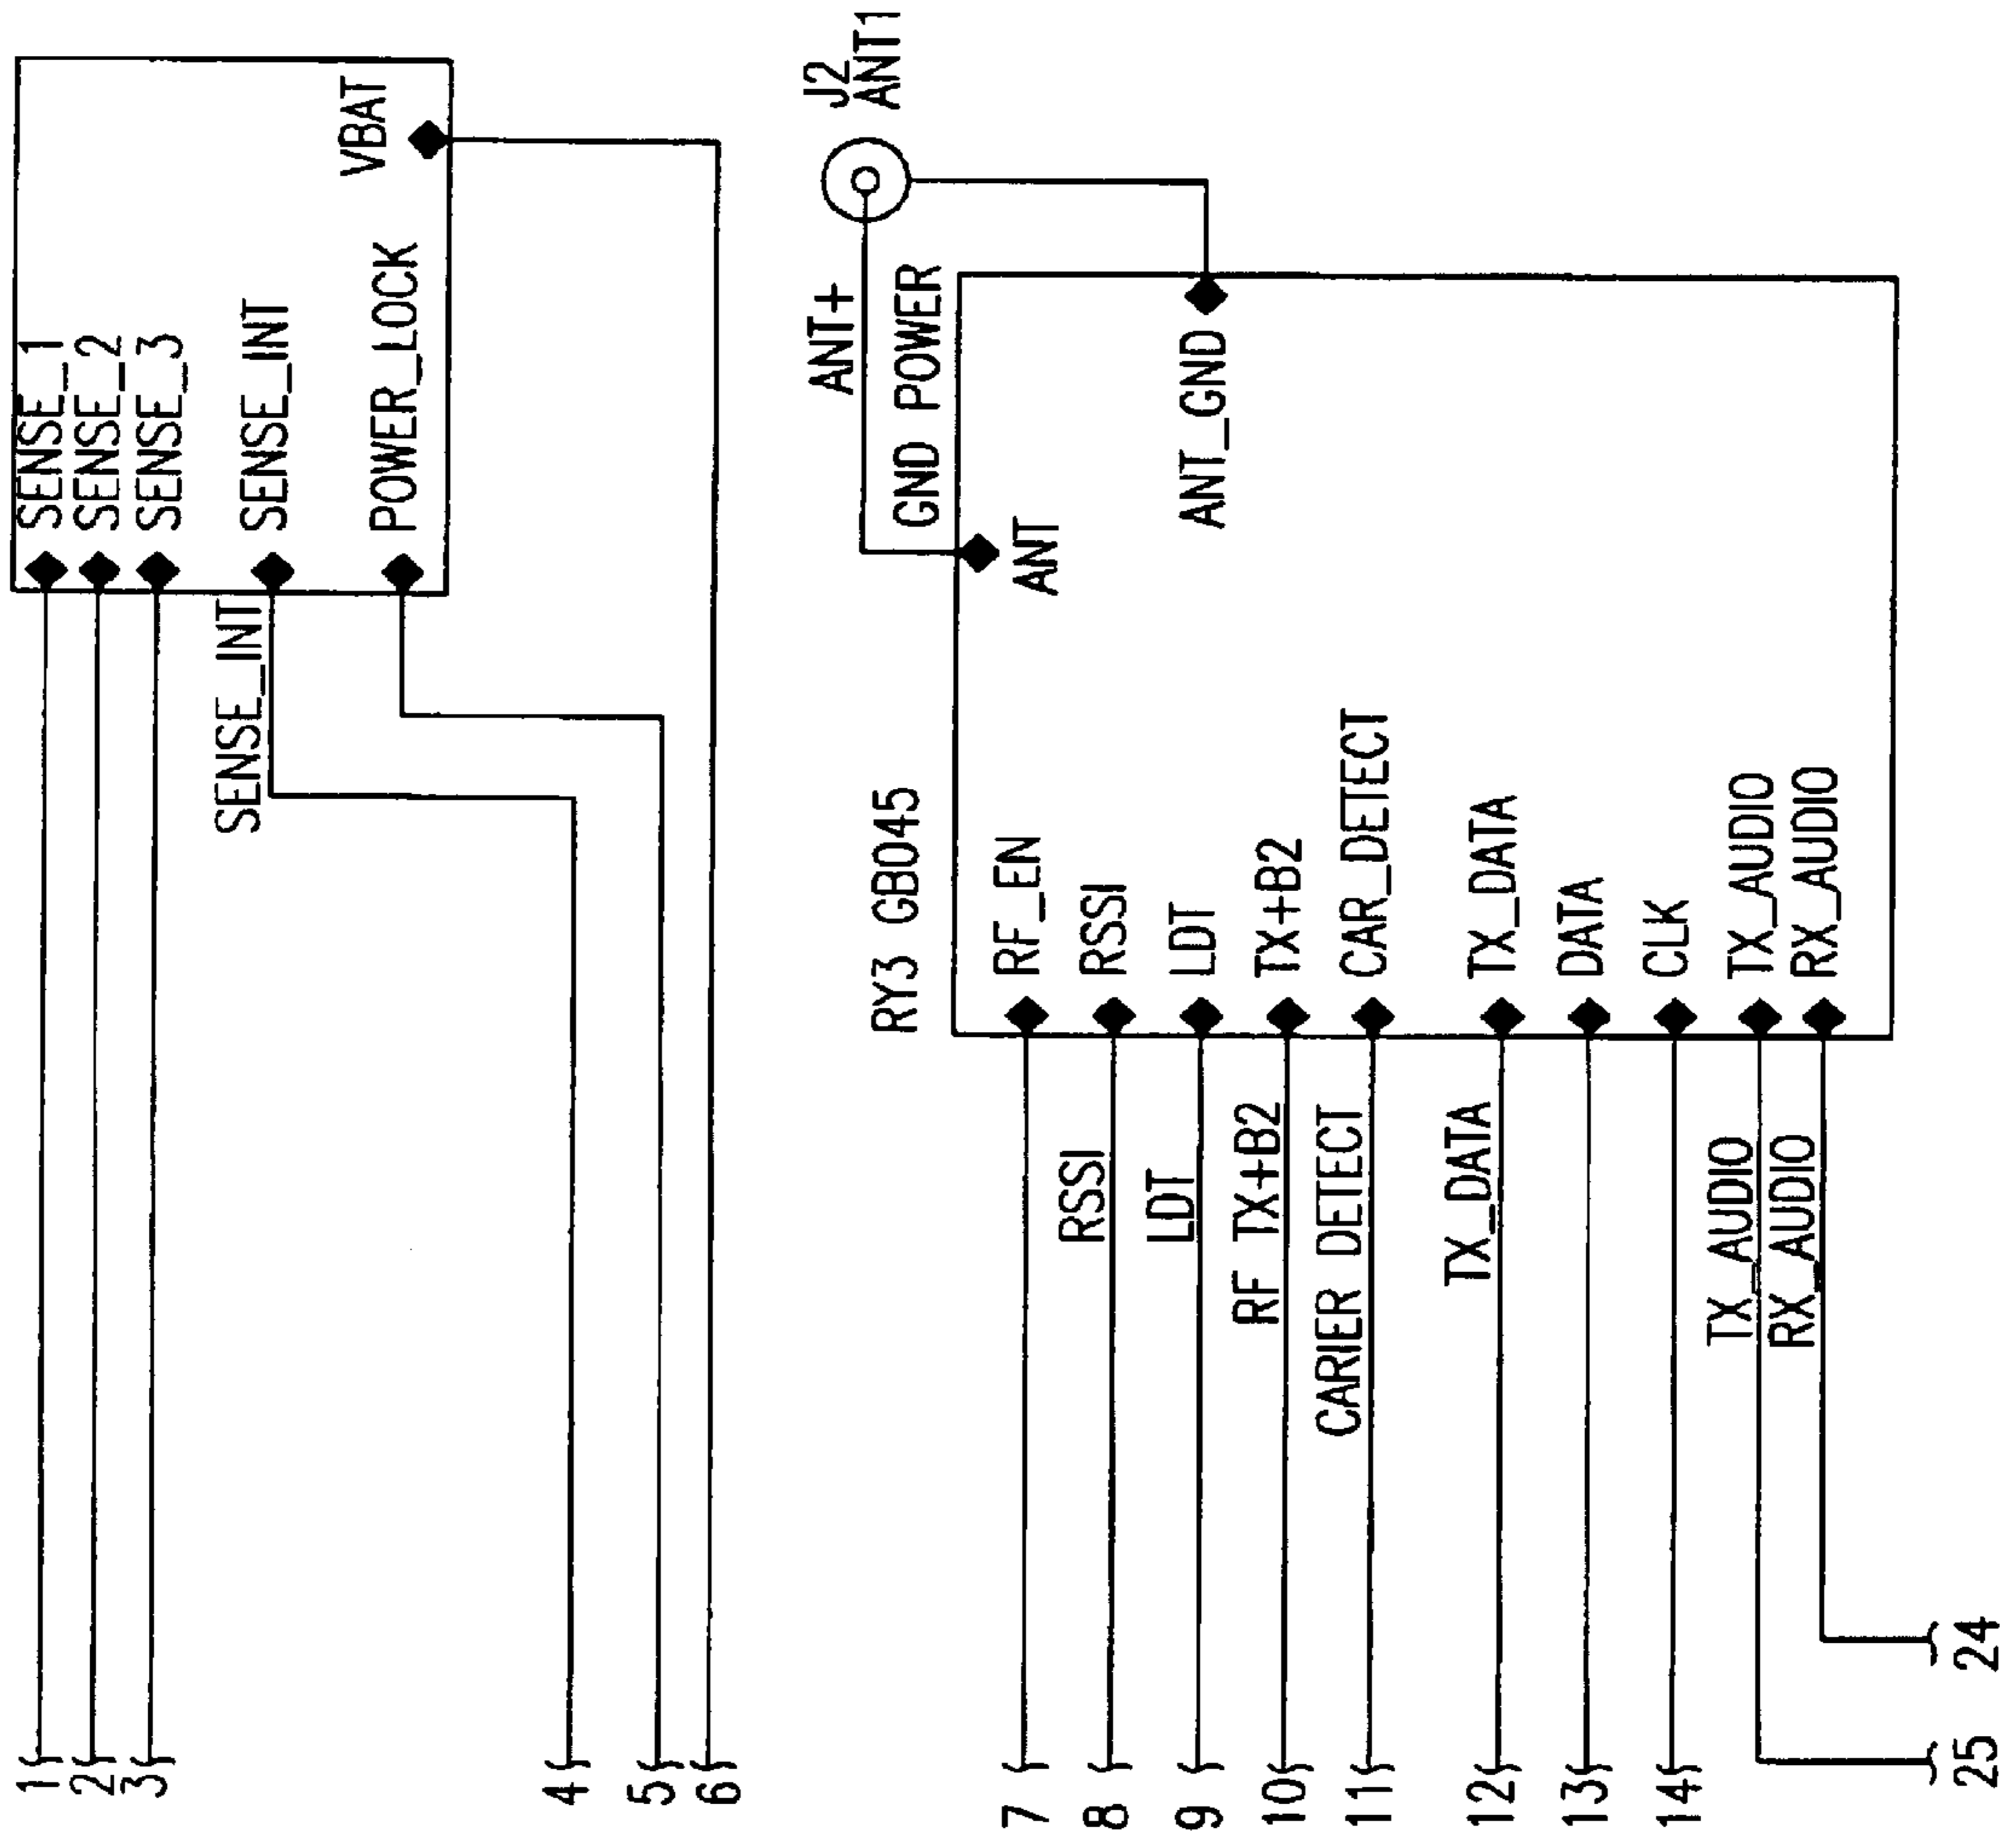 SENSE_1
SENSE_2
SENSE_3
SENSE_INT
POWER_LOCK
VBAT
SENSE_INT
1
2
3
4
5
6
J2
ANT1
ANT+
GND POWER
RY3 GB045
ANT
ANT_GND
RF_EN
RSSI
LDT
TX+B2
CAR_DETECT
TX_DATA
DATA
CLK
TX_AUDIO
RX_AUDIO
RSSI
LDT
RF TX+B2
CARIER DETECT
TX_DATA
TX_AUDIO
RX_AUDIO
7
8
9
10
11
12
13
14
25
24